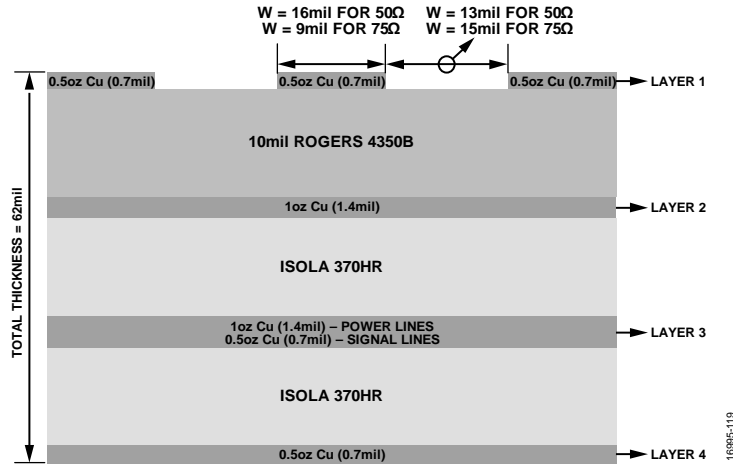 W = 16mil FOR 50Ω
W = 9mil FOR 75Ω
W = 13mil FOR 50Ω
W = 15mil FOR 75Ω
0.5oz Cu (0.7mil)
0.5oz Cu (0.7mil)
0.5oz Cu (0.7mil)
LAYER 1
10mil ROGERS 4350B
1oz Cu (1.4mil)
LAYER 2
ISOLA 370HR
TOTAL THICKNESS = 62mil
1oz Cu (1.4mil) – POWER LINES
0.5oz Cu (0.7mil) – SIGNAL LINES
LAYER 3
ISOLA 370HR
0.5oz Cu (0.7mil)
LAYER 4
16995-119